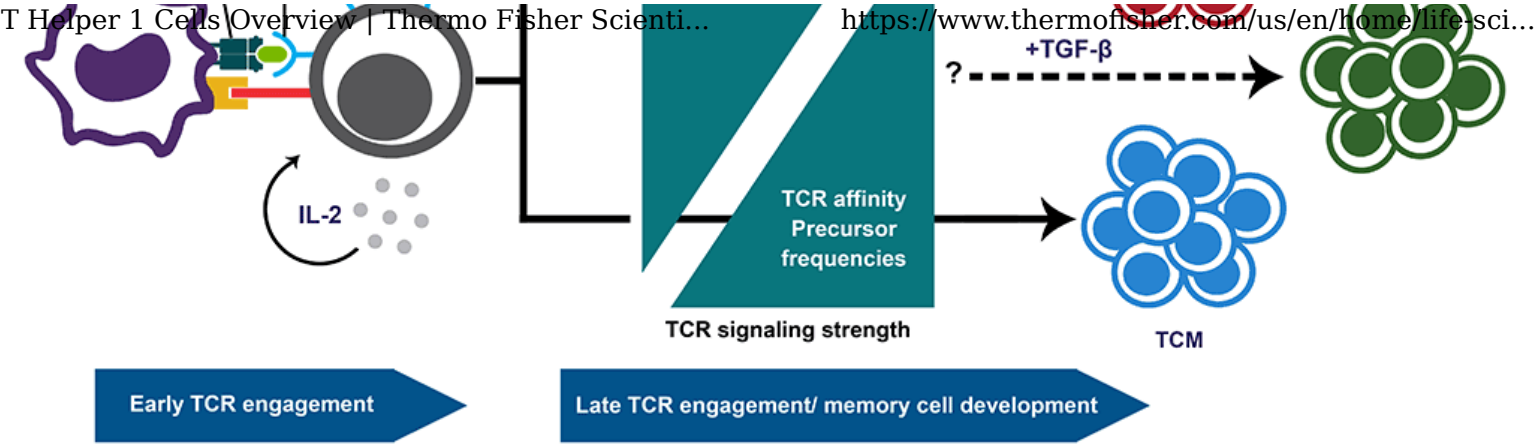 T Helper 1 Cells Overview | Thermo Fisher Scienti...
https://www.thermofisher.com/us/en/home/life-sci...
+TGF-β
?
IL-2
TCR affinity
Precursor
frequencies
TCR signaling strength
TCM
Early TCR engagement
Late TCR engagement/ memory cell development